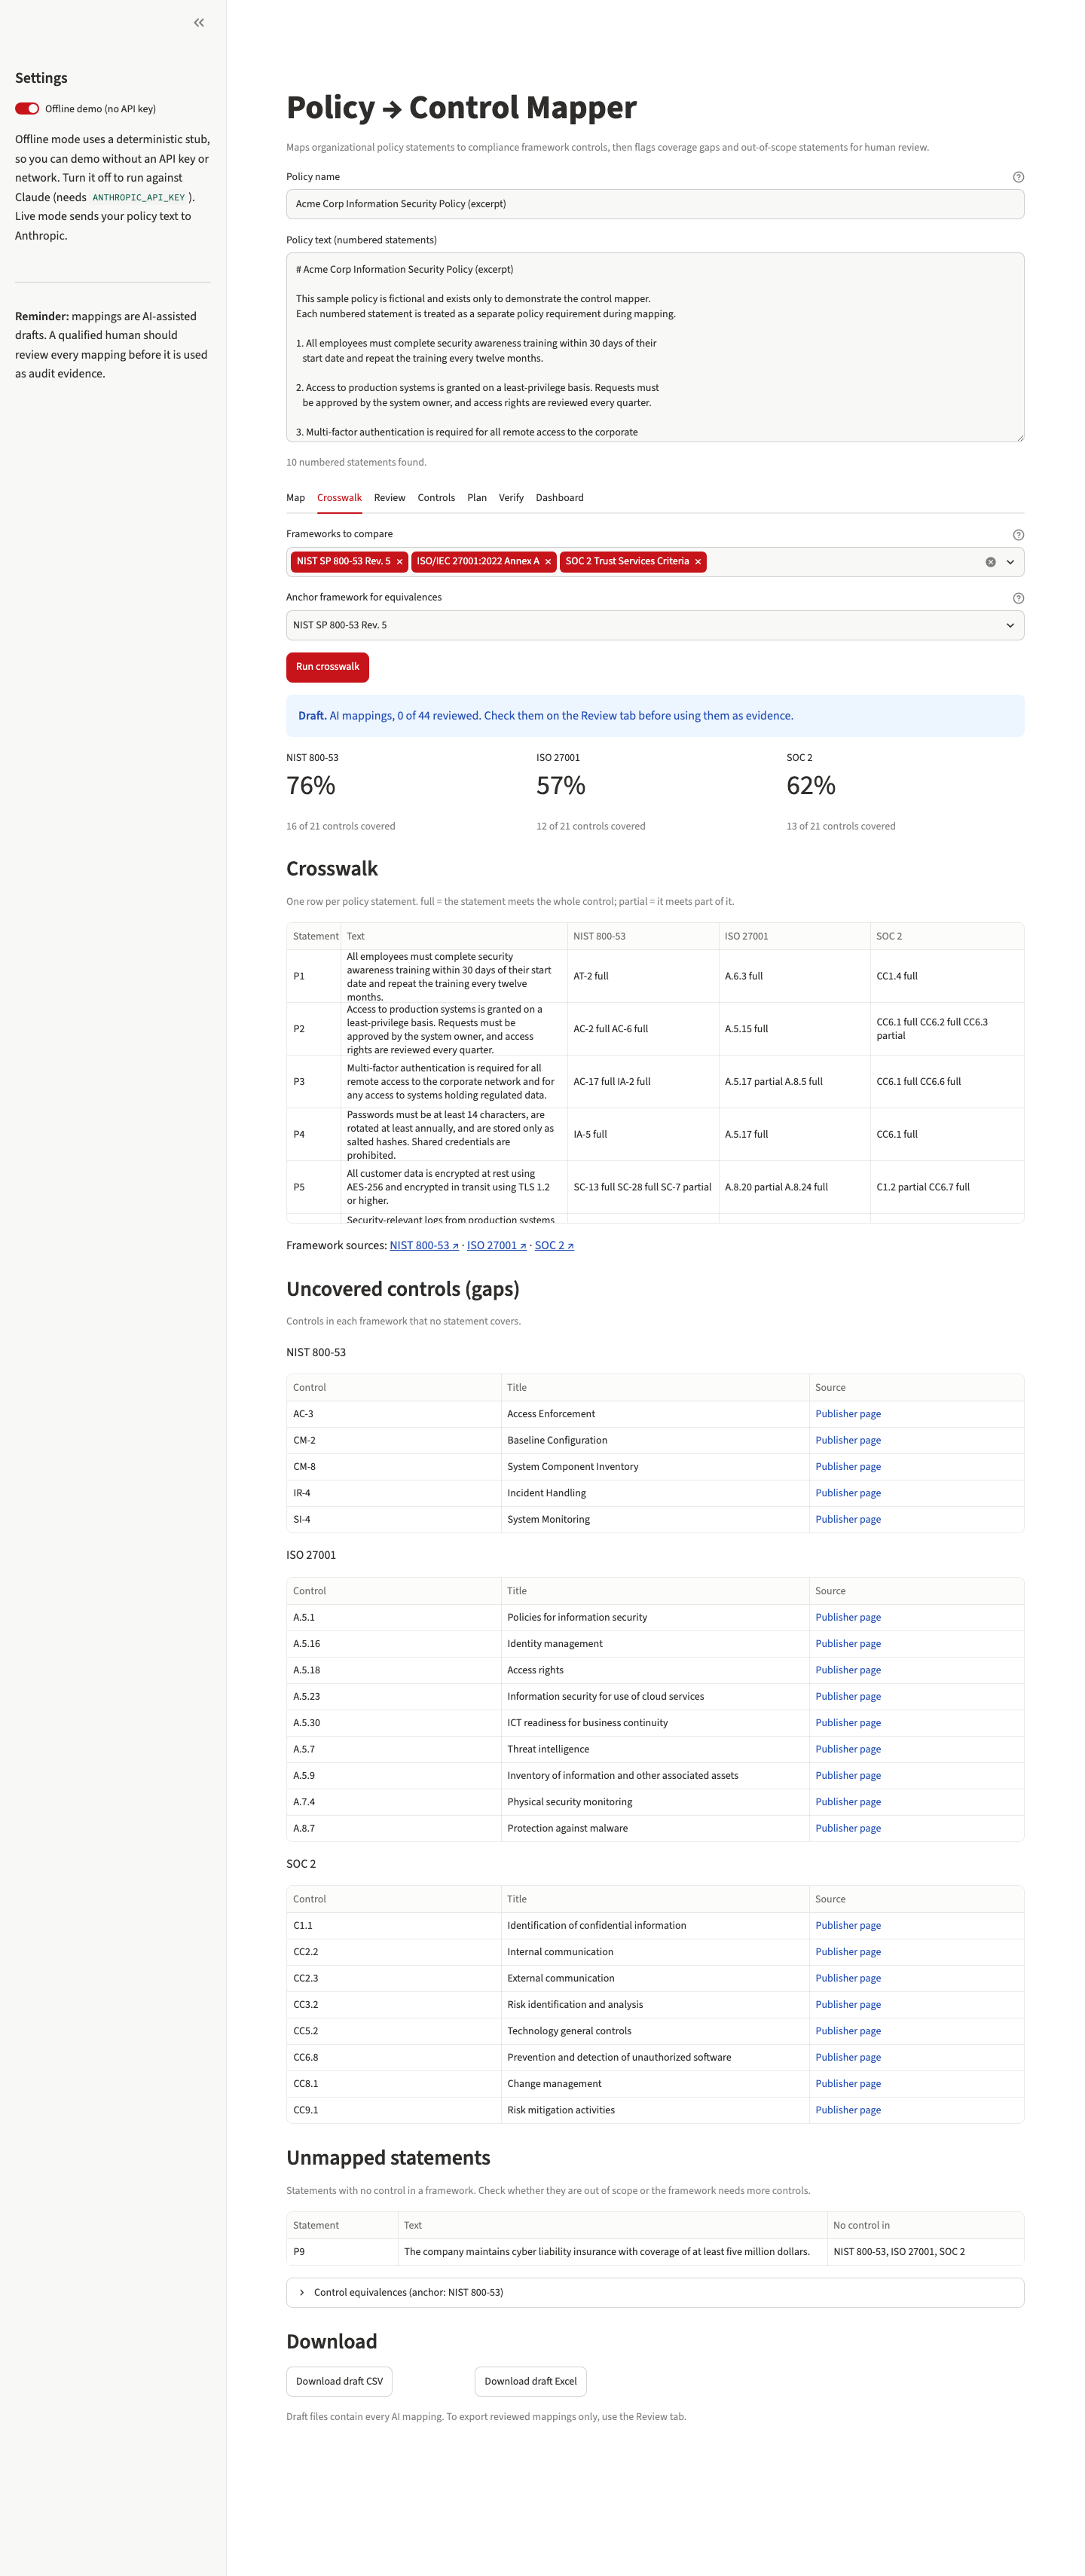 Settings
Offline demo (no API key)
Offline mode uses a deterministic stub,
so you can demo without an API key or
network. Turn it off to run against
Claude (needs ANTHROPIC_API_KEY ).
Live mode sends your policy text to
Anthropic.
Reminder: mappings are AI-assisted
drafts. A qualified human should
review every mapping before it is used
as audit evidence.
Policy → Control Mapper
Maps organizational policy statements to compliance framework controls, then flags coverage gaps and out-of-scope statements for human review.
Policy name
Acme Corp Information Security Policy (excerpt)
Policy text (numbered statements)
# Acme Corp Information Security Policy (excerpt)
This sample policy is fictional and exists only to demonstrate the control mapper.
Each numbered statement is treated as a separate policy requirement during mapping.
1. All employees must complete security awareness training within 30 days of their
start date and repeat the training every twelve months.
2. Access to production systems is granted on a least-privilege basis. Requests must
be approved by the system owner, and access rights are reviewed every quarter.
3. Multi-factor authentication is required for all remote access to the corporate
10 numbered statements found.
Map Crosswalk Review Controls Plan Verify Dashboard
Frameworks to compare
NIST SP 800-53 Rev. 5 × ISO/IEC 27001:2022 Annex A × SOC 2 Trust Services Criteria ×
Anchor framework for equivalences
NIST SP 800-53 Rev. 5
Run crosswalk
Draft. AI mappings, 0 of 44 reviewed. Check them on the Review tab before using them as evidence.
NIST 800-53 ISO 27001 SOC 2
76% 57% 62%
16 of 21 controls covered 12 of 21 controls covered 13 of 21 controls covered
Crosswalk
One row per policy statement. full = the statement meets the whole control; partial = it meets part of it.
Statement Text NIST 800-53 ISO 27001 SOC 2
P1
All employees must complete security
awareness training within 30 days of their start
date and repeat the training every twelve
months.
AT-2 full
A.6.3 full
CC1.4 full
P2
Access to production systems is granted on a
least-privilege basis. Requests must be
approved by the system owner, and access
rights are reviewed every quarter.
AC-2 full AC-6 full
A.5.15 full
CC6.1 full CC6.2 full CC6.3
partial
P3
Multi-factor authentication is required for all
remote access to the corporate network and for
any access to systems holding regulated data.
AC-17 full IA-2 full
A.5.17 partial A.8.5 full
CC6.1 full CC6.6 full
P4
Passwords must be at least 14 characters, are
rotated at least annually, and are stored only as
salted hashes. Shared credentials are
prohibited.
IA-5 full
A.5.17 full
CC6.1 full
P5
All customer data is encrypted at rest using
AES-256 and encrypted in transit using TLS 1.2
or higher.
SC-13 full SC-28 full SC-7 partial
A.8.20 partial A.8.24 full
C1.2 partial CC6.7 full
Security-relevant logs from production systems
Framework sources: NIST 800-53 ↗ · ISO 27001 ↗ · SOC 2 ↗
Uncovered controls (gaps)
Controls in each framework that no statement covers.
NIST 800-53
Control Title Source
AC-3 Access Enforcement Publisher page
CM-2 Baseline Configuration Publisher page
CM-8 System Component Inventory Publisher page
IR-4 Incident Handling Publisher page
SI-4 System Monitoring Publisher page
ISO 27001
Control Title Source
A.5.1 Policies for information security Publisher page
A.5.16 Identity management Publisher page
A.5.18 Access rights Publisher page
A.5.23 Information security for use of cloud services Publisher page
A.5.30 ICT readiness for business continuity Publisher page
A.5.7 Threat intelligence Publisher page
A.5.9 Inventory of information and other associated assets Publisher page
A.7.4 Physical security monitoring Publisher page
A.8.7 Protection against malware Publisher page
SOC 2
Control Title Source
C1.1 Identification of confidential information Publisher page
CC2.2 Internal communication Publisher page
CC2.3 External communication Publisher page
CC3.2 Risk identification and analysis Publisher page
CC5.2 Technology general controls Publisher page
CC6.8 Prevention and detection of unauthorized software Publisher page
CC8.1 Change management Publisher page
CC9.1 Risk mitigation activities Publisher page
Unmapped statements
Statements with no control in a framework. Check whether they are out of scope or the framework needs more controls.
Statement Text No control in
P9 The company maintains cyber liability insurance with coverage of at least five million dollars. NIST 800-53, ISO 27001, SOC 2
Control equivalences (anchor: NIST 800-53)
Download
Download draft CSV Download draft Excel
Draft files contain every AI mapping. To export reviewed mappings only, use the Review tab.